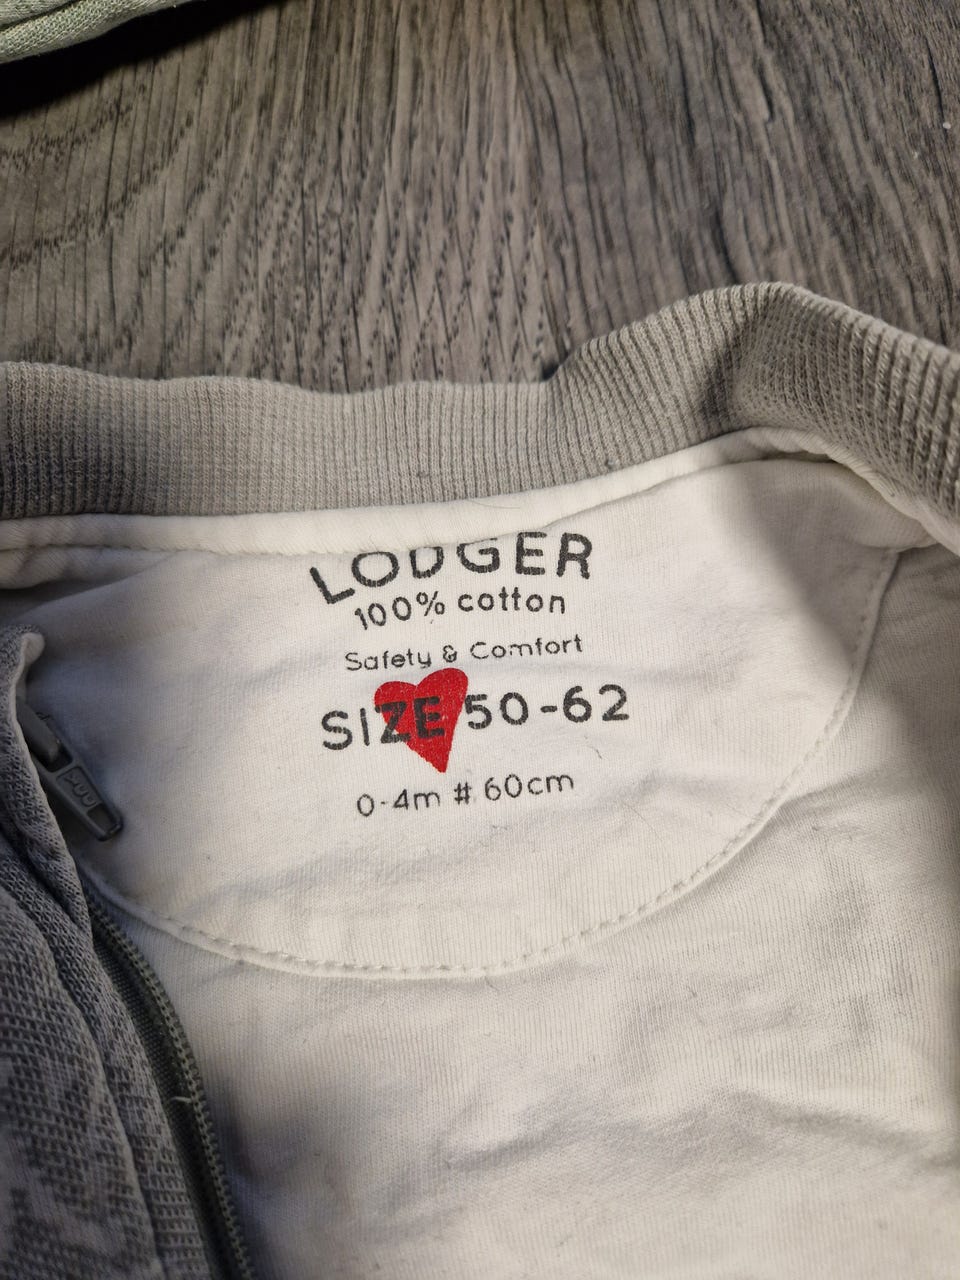 LODGER
100% cotton
Safety & Comfort
SIZE 50-62
0-4m # 60cm